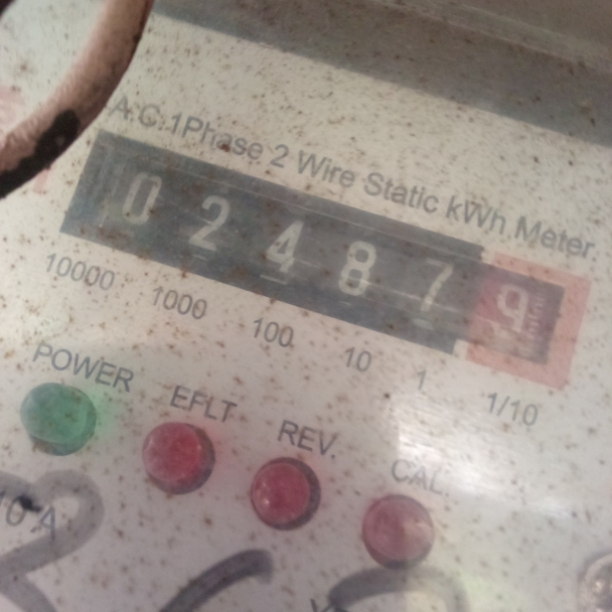 A.C.1Phase 2 Wire Static kWh Meter
0 2 4 8 7 9
10000 1000 100 10 1 1/10
POWER EFLT REV. CAL.
10 A